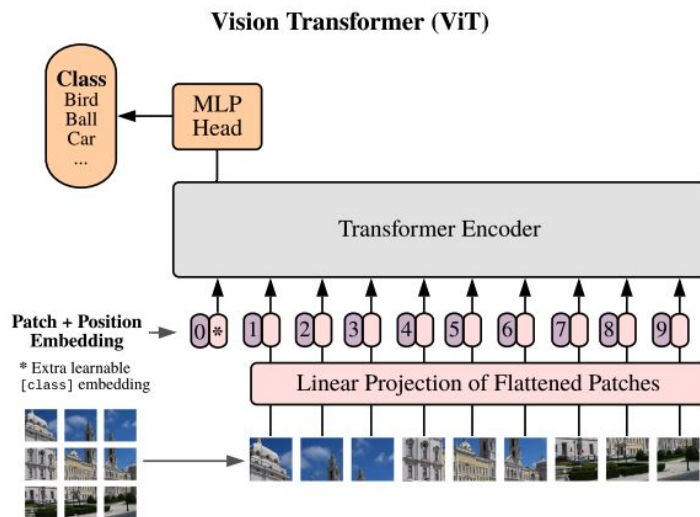 Vision Transformer (ViT)
Class
Bird
Ball
Car
...
MLP
Head
Transformer Encoder
Patch + Position
Embedding
0 * 1 2 3 4 5 6 7 8 9
* Extra learnable
[class] embedding
Linear Projection of Flattened Patches